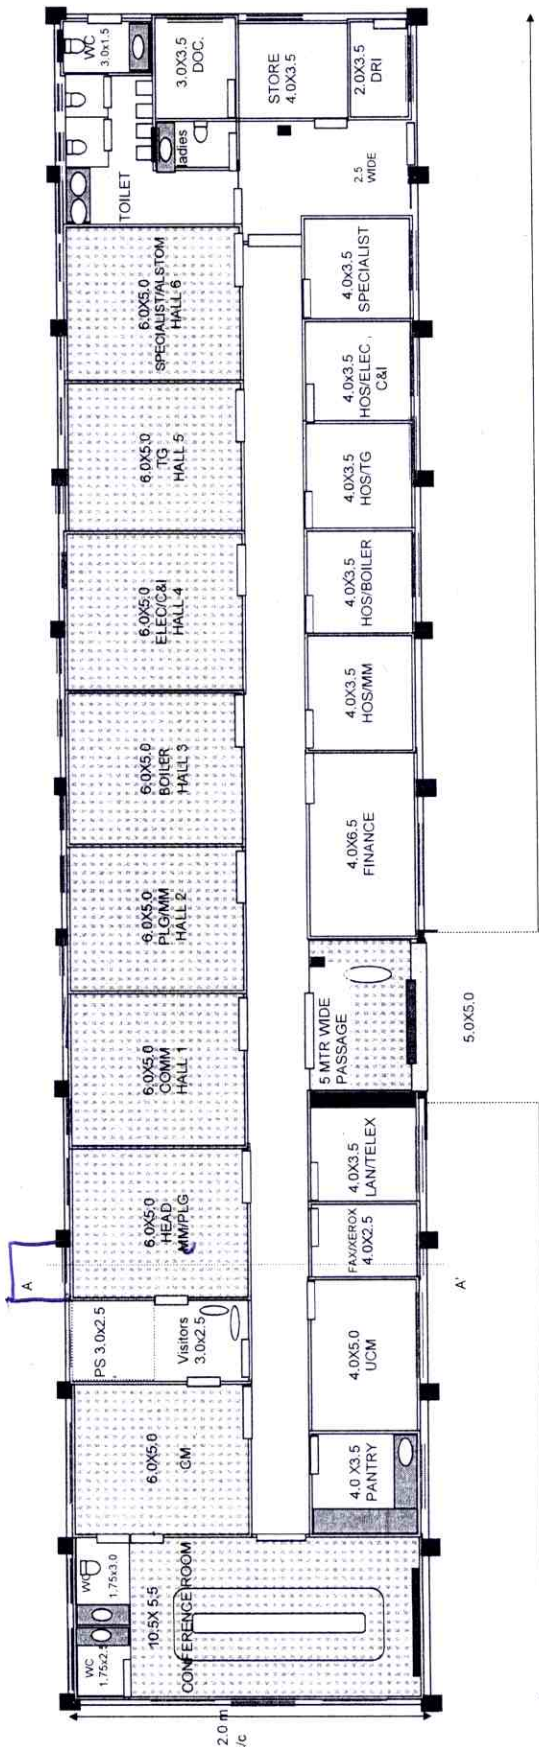 WC
3.0x1.5
3.0X3.5
DOC.
STORE
4.0X3.5
2.0X3.5
DRI
ladies
TOILET
2.5
WIDE
6.0X5.0
SPECIALIST/ALSTOM
HALL 6
4.0x3.5
SPECIALIST
6.0X5.0
TG
HALL 5
4.0x3.5
HOS/ELEC ,
C&I
6.0X5.0
ELEC/C&I
HALL 4
4.0X3.5
HOS/TG
6.0X5.0
BOILER
HALL 3
4.0X3.5
HOS/BOILER
4.0X3.5
HOS/MM
6.0X5.0
PLG/MM
HALL 2
4.0X6.5
FINANCE
6.0X5.0
COMM
HALL 1
5 MTR WIDE
PASSAGE
5.0X5.0
6.0X5.0
HEAD
MM/PLG
4.0X3.5
LAN/TELEX
FAX/XEROX
4.0X2.5
A
A'
PS 3.0x2.5
Visitors
3.0x2.5
4.0X5.0
UCM
6.0X5.0
CM
4.0 X3.5
PANTRY
WC
1.75x3.0
WC
1.75x2.5
10.5X 5.5
CONFERENCE ROOM
2.0 m
/c